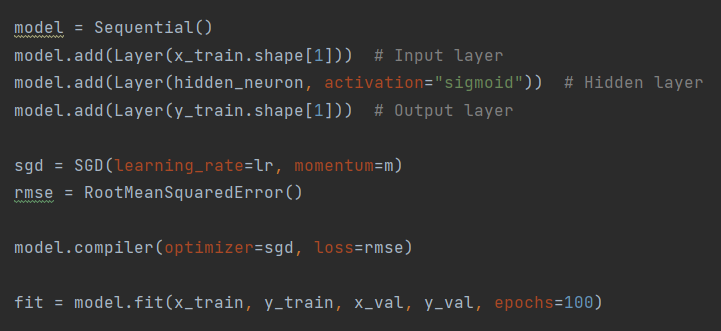 model = Sequential()
model.add(Layer(x_train.shape[1]))  # Input layer
model.add(Layer(hidden_neuron, activation="sigmoid"))  # Hidden layer
model.add(Layer(y_train.shape[1]))  # Output layer
sgd = SGD(learning_rate=lr, momentum=m)
rmse = RootMeanSquaredError()
model.compiler(optimizer=sgd, loss=rmse)
fit = model.fit(x_train, y_train, x_val, y_val, epochs=100)